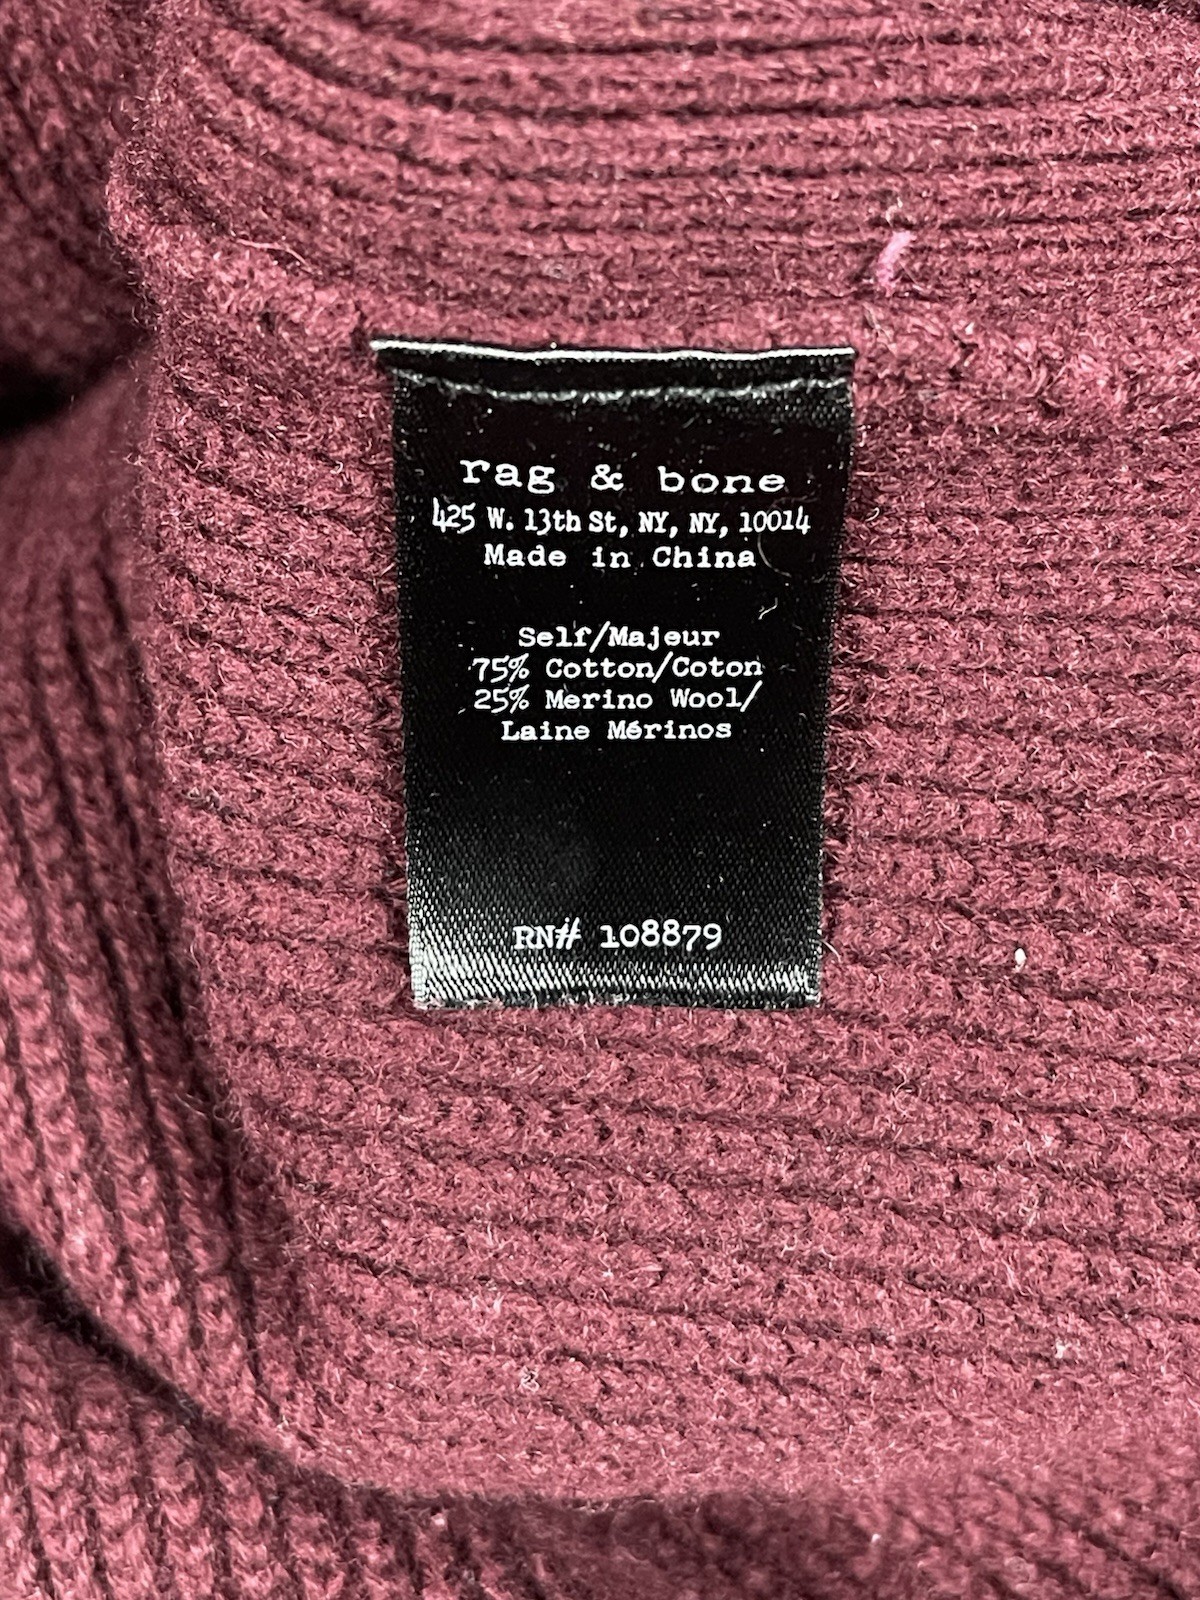 rag & bone
425 W. 13th St, NY, NY, 10014
Made in China
Self/Majeur
75% Cotton/Coton
25% Merino Wool/
Laine Mérinos
RN# 108879